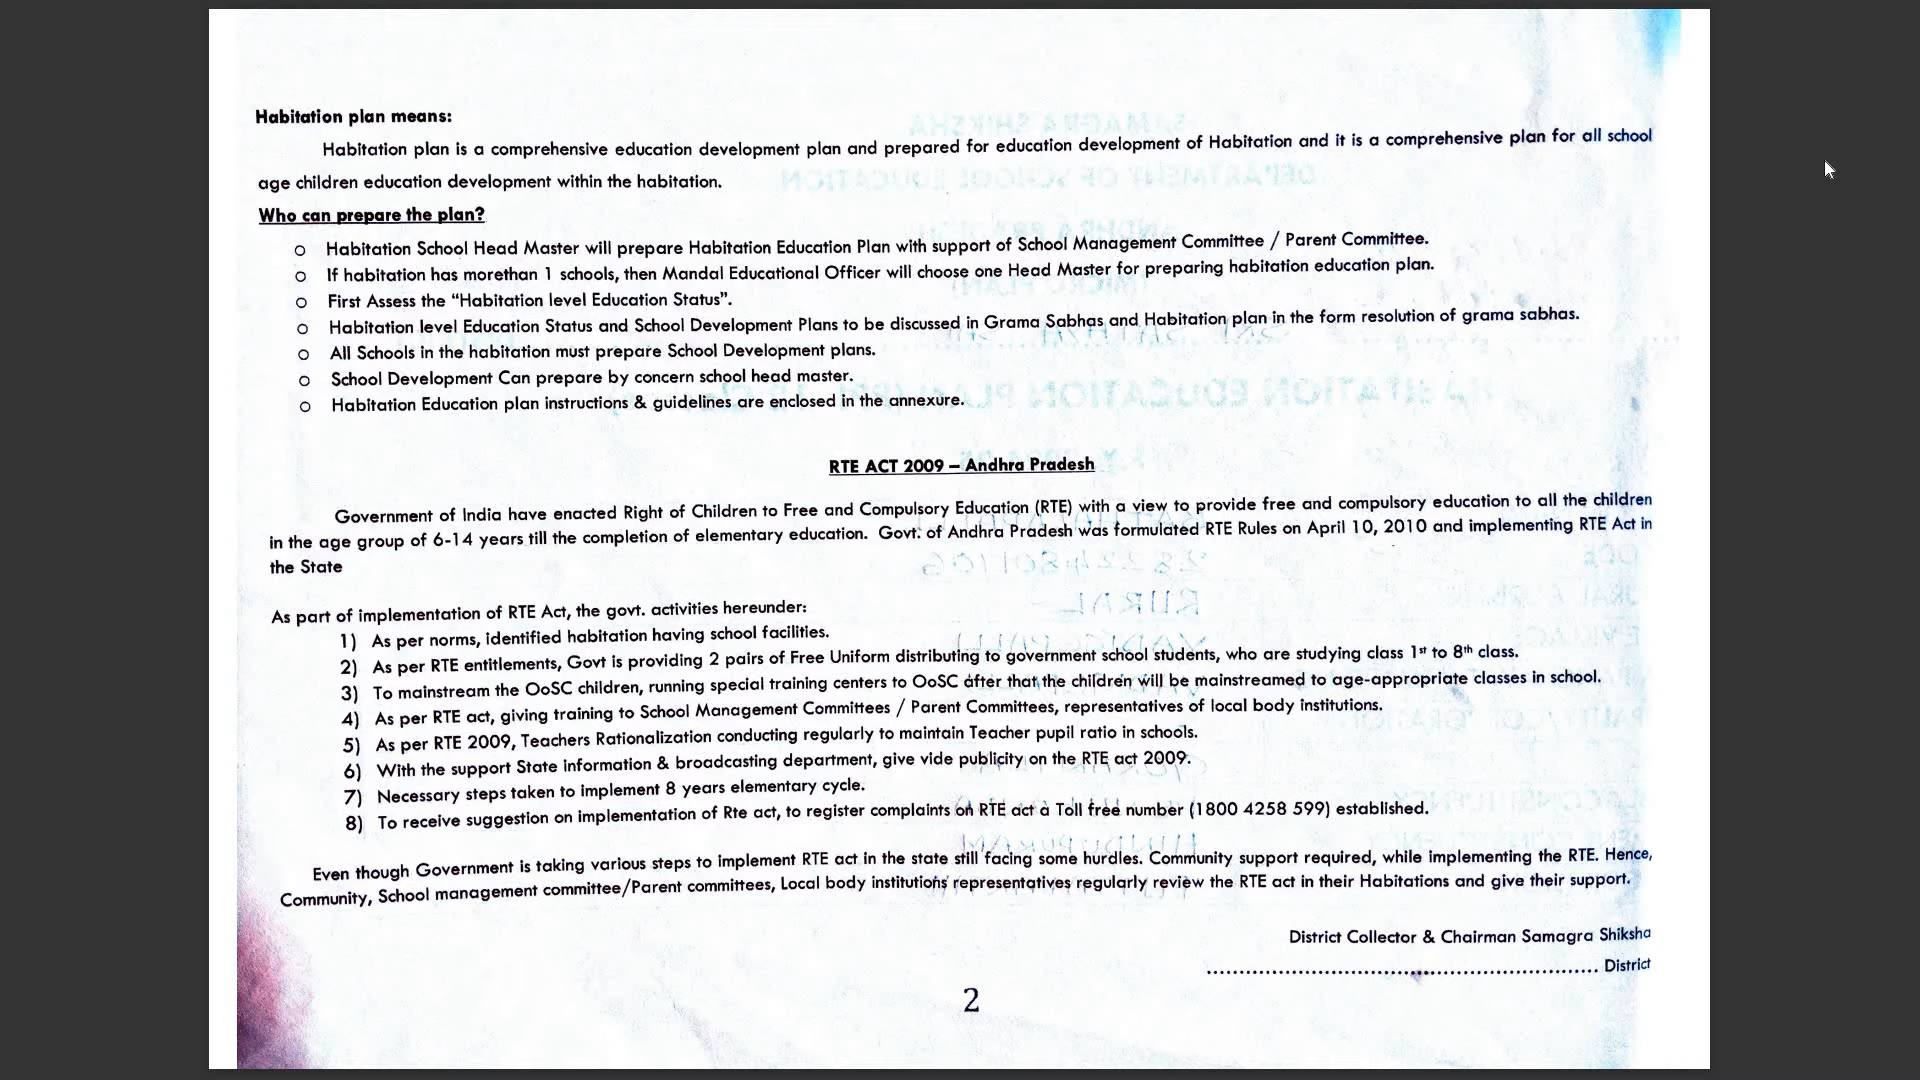 Habitation plan means:
Habitation plan is a comprehensive education development plan and prepared for education development of Habitation and it is a comprehensive plan for all school
age children education development within the habitation.
Who can prepare the plan?
o Habitation School Head Master will prepare Habitation Education Plan with support of School Management Committee / Parent Committee.
o If habitation has morethan 1 schools, then Mandal Educational Officer will choose one Head Master for preparing habitation education plan.
o First Assess the “Habitation level Education Status”.
o Habitation level Education Status and School Development Plans to be discussed in Grama Sabhas and Habitation plan in the form resolution of grama sabhas.
o All Schools in the habitation must prepare School Development plans.
o School Development Can prepare by concern school head master.
o Habitation Education plan instructions & guidelines are enclosed in the annexure.
RTE ACT 2009 – Andhra Pradesh
Government of India have enacted Right of Children to Free and Compulsory Education (RTE) with a view to provide free and compulsory education to all the children
in the age group of 6-14 years till the completion of elementary education. Govt. of Andhra Pradesh was formulated RTE Rules on April 10, 2010 and implementing RTE Act in
the State
As part of implementation of RTE Act, the govt. activities hereunder:
1) As per norms, identified habitation having school facilities.
2) As per RTE entitlements, Govt is providing 2 pairs of Free Uniform distributing to government school students, who are studying class 1st to 8th class.
3) To mainstream the OoSC children, running special training centers to OoSC after that the children will be mainstreamed to age-appropriate classes in school.
4) As per RTE act, giving training to School Management Committees / Parent Committees, representatives of local body institutions.
5) As per RTE 2009, Teachers Rationalization conducting regularly to maintain Teacher pupil ratio in schools.
6) With the support State information & broadcasting department, give vide publicity on the RTE act 2009.
7) Necessary steps taken to implement 8 years elementary cycle.
8) To receive suggestion on implementation of Rte act, to register complaints on RTE act a Toll free number (1800 4258 599) established.
Even though Government is taking various steps to implement RTE act in the state still facing some hurdles. Community support required, while implementing the RTE. Hence,
Community, School management committee/Parent committees, Local body institutions representatives regularly review the RTE act in their Habitations and give their support.
District Collector & Chairman Samagra Shiksha
............................................................ District
2